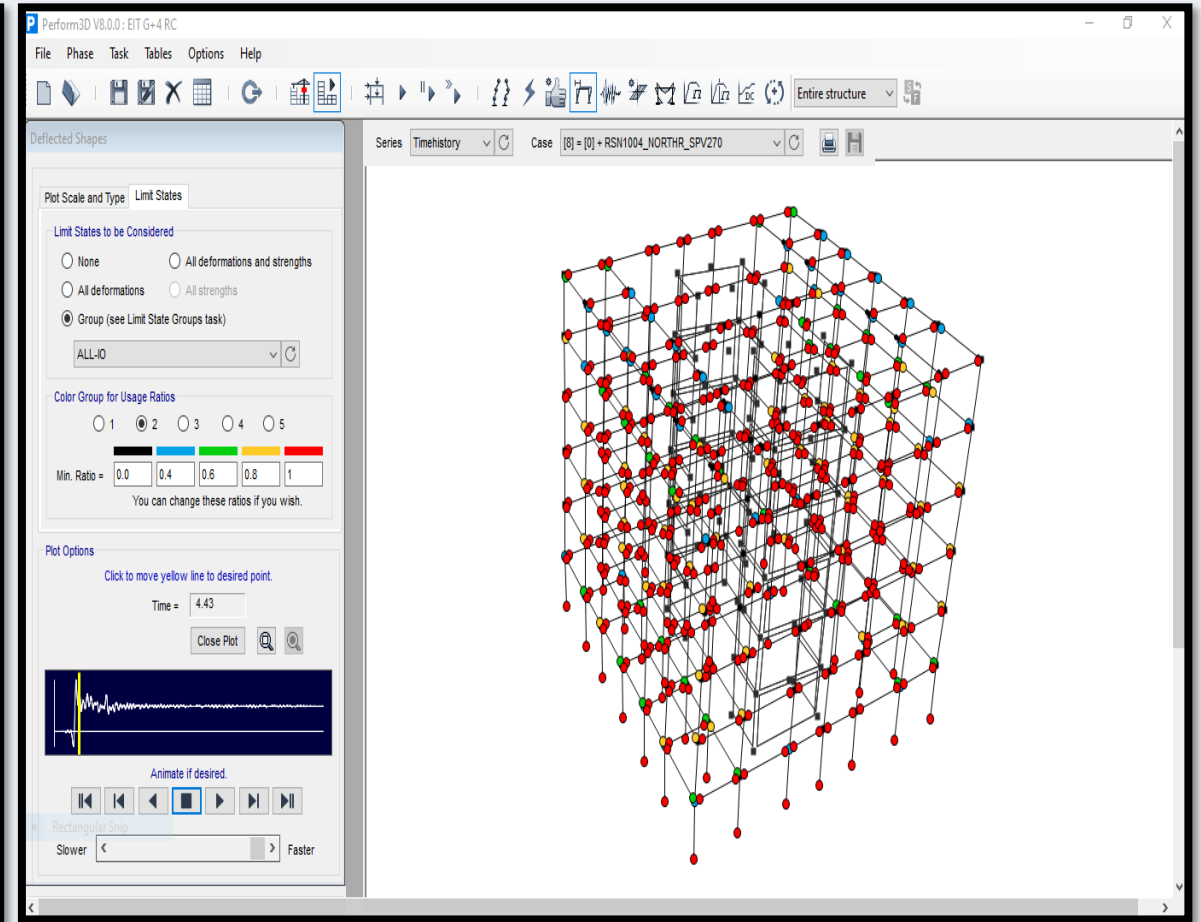 Perform3D V8.0.0 : EIT G+4 RC
File Phase Task Tables Options Help
Entire structure
Deflected Shapes
Series Timehistory Case [8] = [0] + RSN1004_NORTHR_SPV270
Plot Scale and Type Limit States
Limit States to be Considered
None All deformations and strengths
All deformations All strengths
Group (see Limit State Groups task)
ALL-IO
Color Group for Usage Ratios
1 2 3 4 5
Min. Ratio = 0.0 0.4 0.6 0.8 1
You can change these ratios if you wish.
Plot Options
Click to move yellow line to desired point.
Time = 4.43
Close Plot
Animate if desired.
Rectangular Snip
Slower Faster